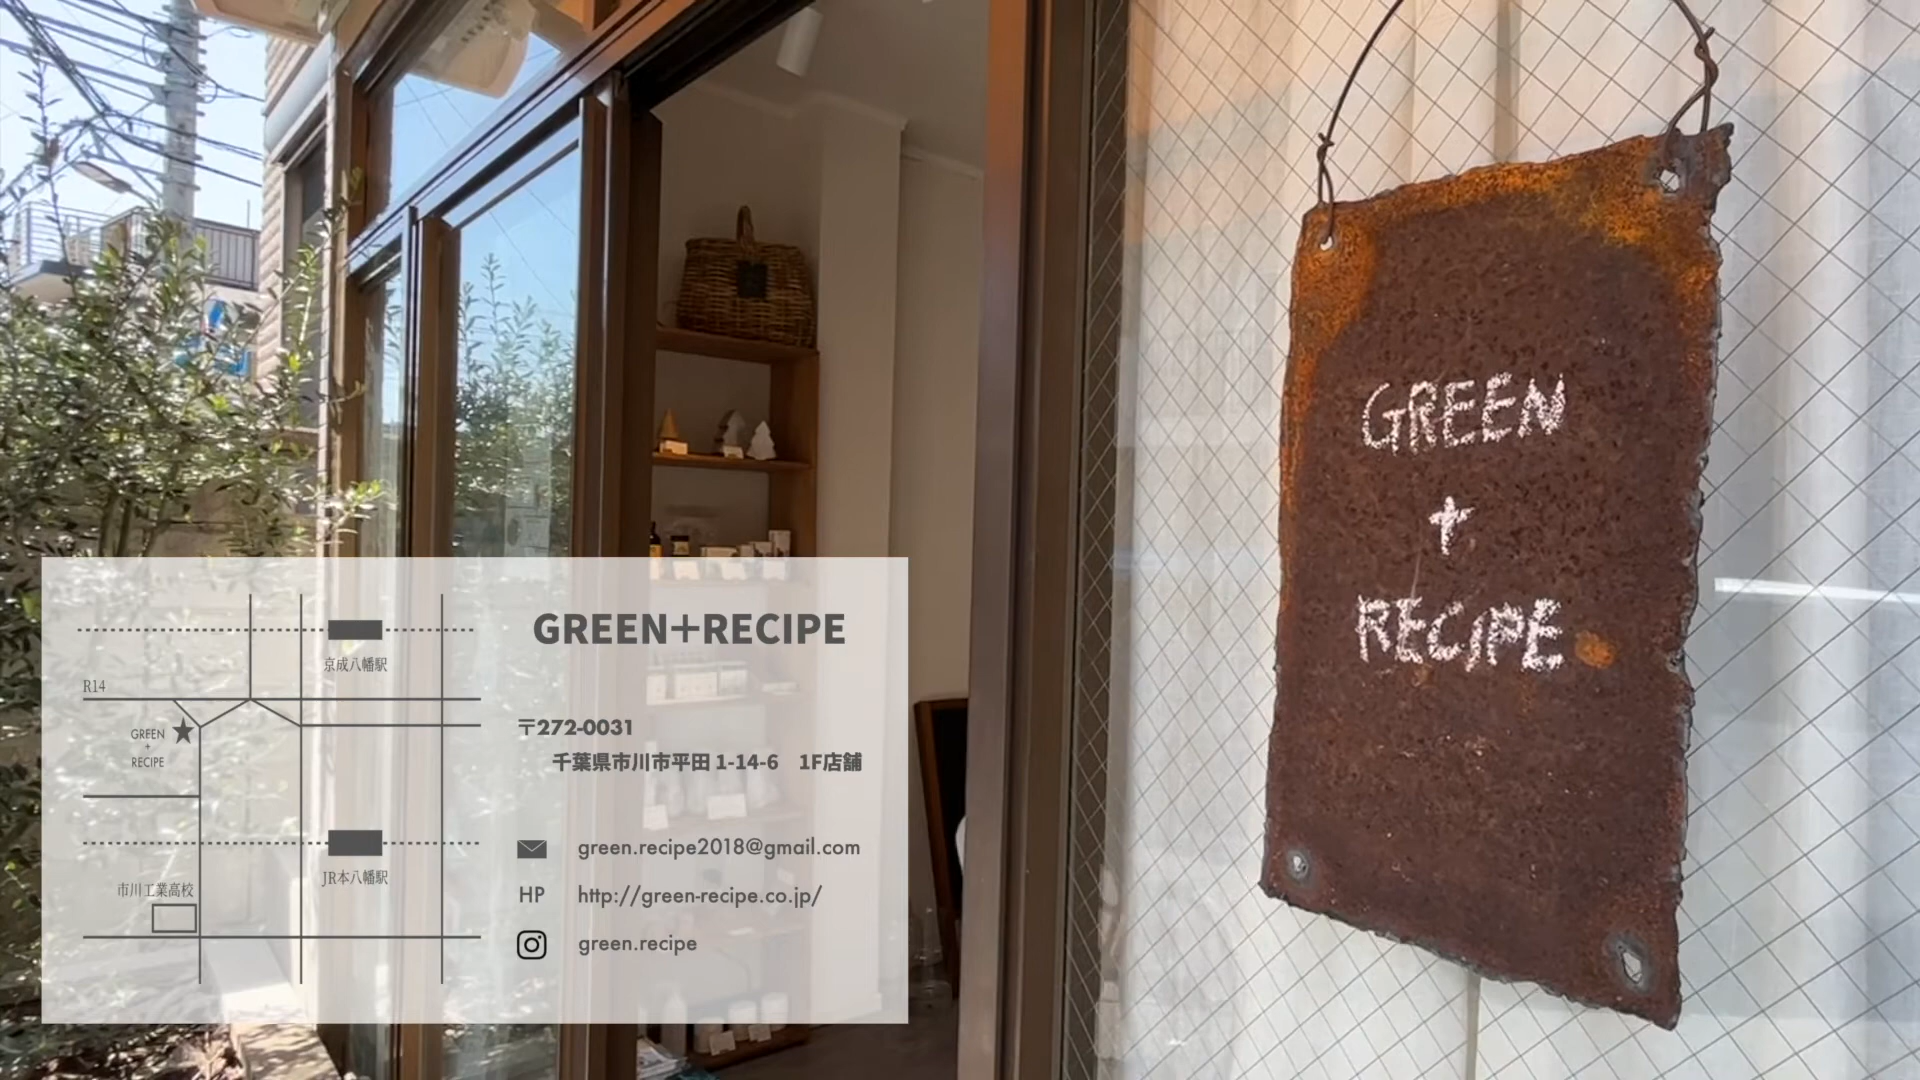 GREEN
+
RECIPE
京成八幡駅
R14
GREEN
+
RECIPE
JR本八幡駅
市川工業高校
GREEN+RECIPE
〒272-0031
千葉県市川市平田 1-14-6　1F店舗
green.recipe2018@gmail.com
HP http://green-recipe.co.jp/
green.recipe